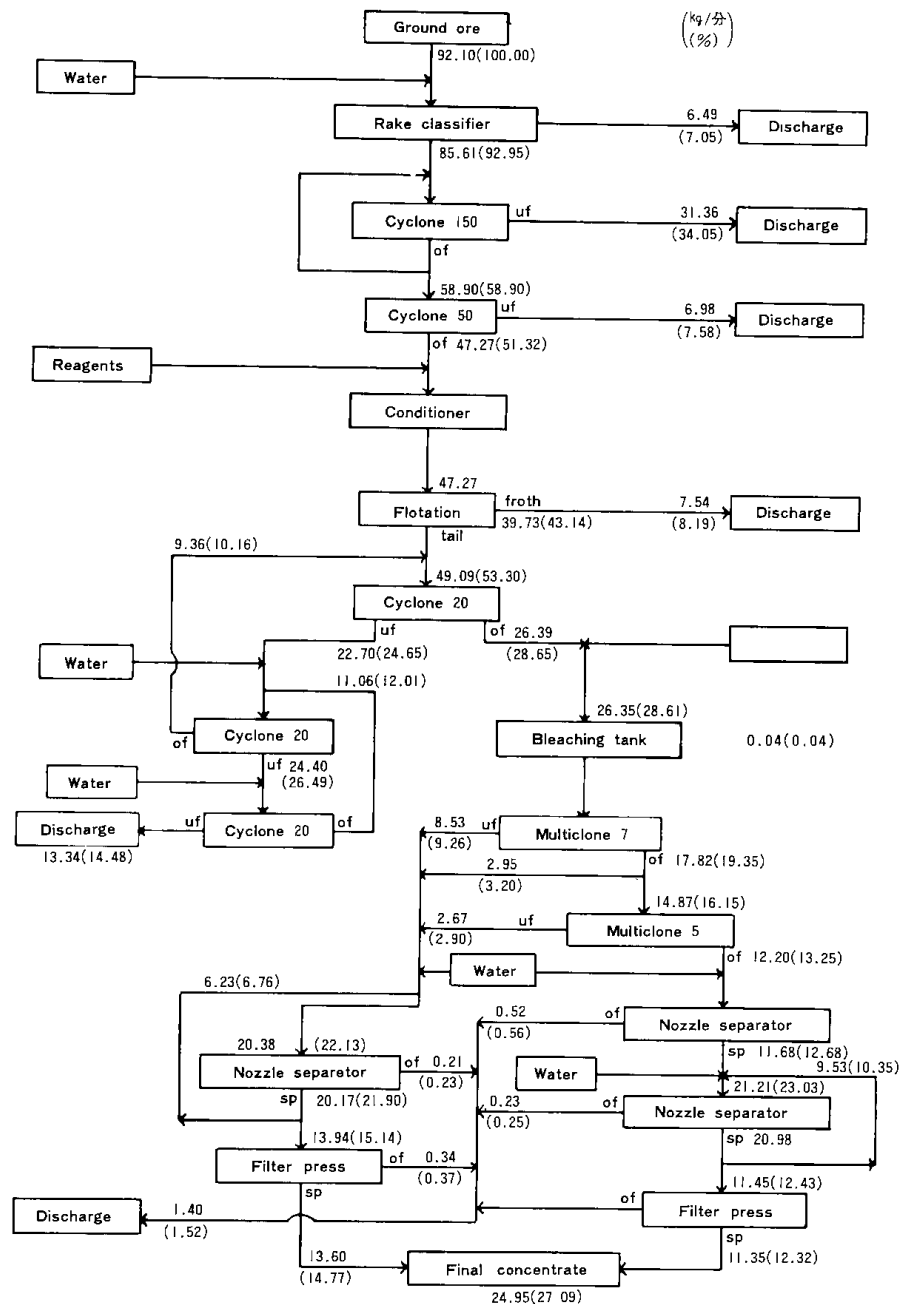 (kg/分)
(%)
Ground ore
92.10(100.00)
Water
Rake classifier
6.49
(7.05)
Discharge
85.61(92.95)
Cyclone 150
uf
31.36
(34.05)
Discharge
of
58.90(58.90)
Cyclone 50
uf
6.98
(7.58)
Discharge
of 47.27(51.32)
Reagents
Conditioner
47.27
Flotation
froth
39.73(43.14)
7.54
(8.19)
Discharge
tail
9.36(10.16)
49.09(53.30)
Cyclone 20
uf
of 26.39
(28.65)
22.70(24.65)
Water
11.06(12.01)
26.35(28.61)
Cyclone 20
of
Bleaching tank
0.04(0.04)
uf 24.40
(26.49)
Water
Discharge
uf
Cyclone 20
of
13.34(14.48)
8.53
(9.26)
uf
Multiclone 7
of 17.82(19.35)
2.95
(3.20)
14.87(16.15)
2.67
(2.90)
uf
Multiclone 5
of 12.20(13.25)
Water
6.23(6.76)
0.52
(0.56)
of
Nozzle separator
sp 11.68(12.68)
9.53(10.35)
20.38 (22.13)
Nozzle separetor
of 0.21
(0.23)
sp 20.17(21.90)
Water
21.21(23.03)
0.23
(0.25)
of
Nozzle separator
sp 20.98
13.94(15.14)
Filter press
of 0.34
(0.37)
sp
11.45(12.43)
of
Filter press
sp
11.35(12.32)
Discharge
1.40
(1.52)
13.60
(14.77)
Final concentrate
24.95(27 09)